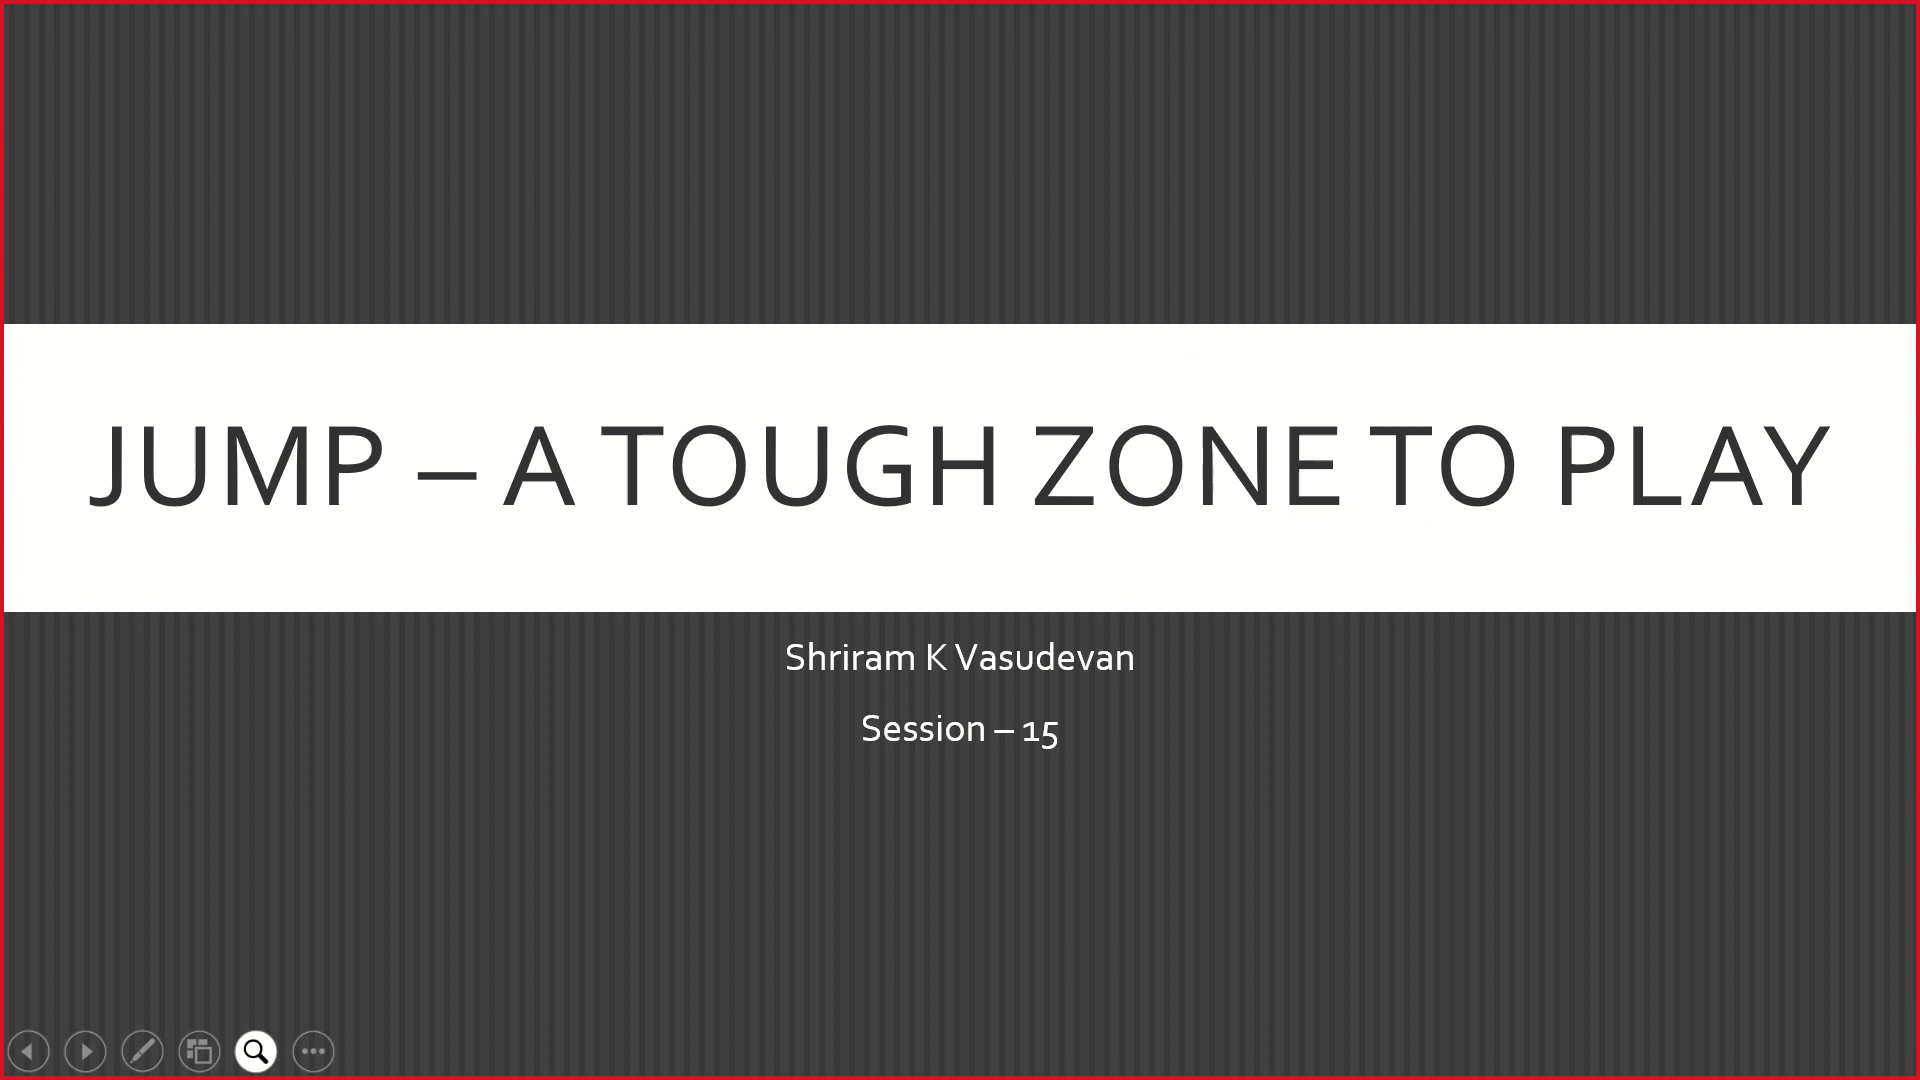 JUMP – A TOUGH ZONE TO PLAY
Shriram K Vasudevan
Session – 15